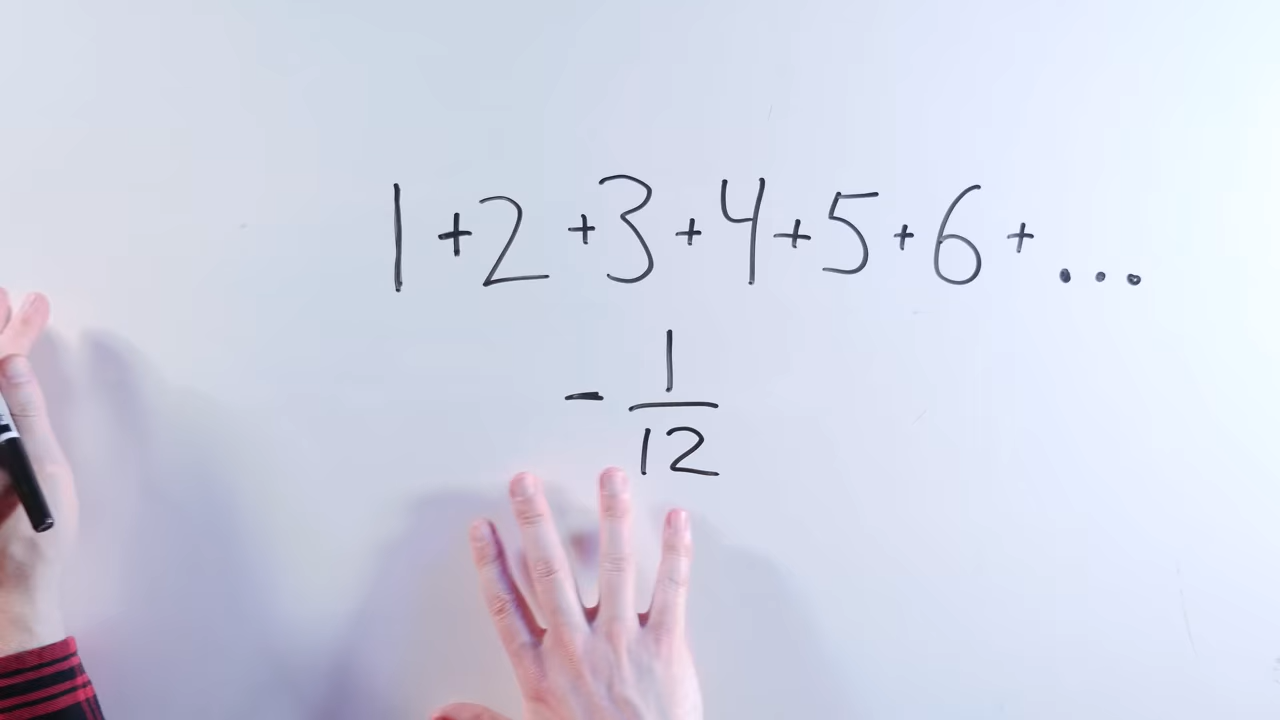 1 + 2 + 3 + 4 + 5 + 6 + ...
- 1/12